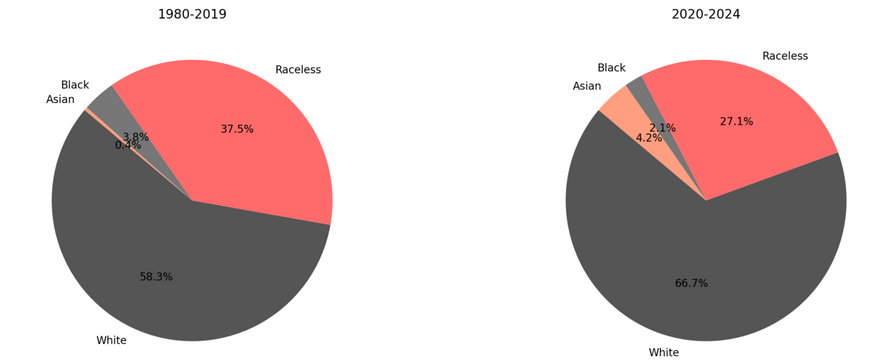 1980-2019
Raceless
Black
Asian
37.5%
3.8%
0.4%
58.3%
White
2020-2024
Raceless
Black
Asian
27.1%
2.1%
4.2%
66.7%
White